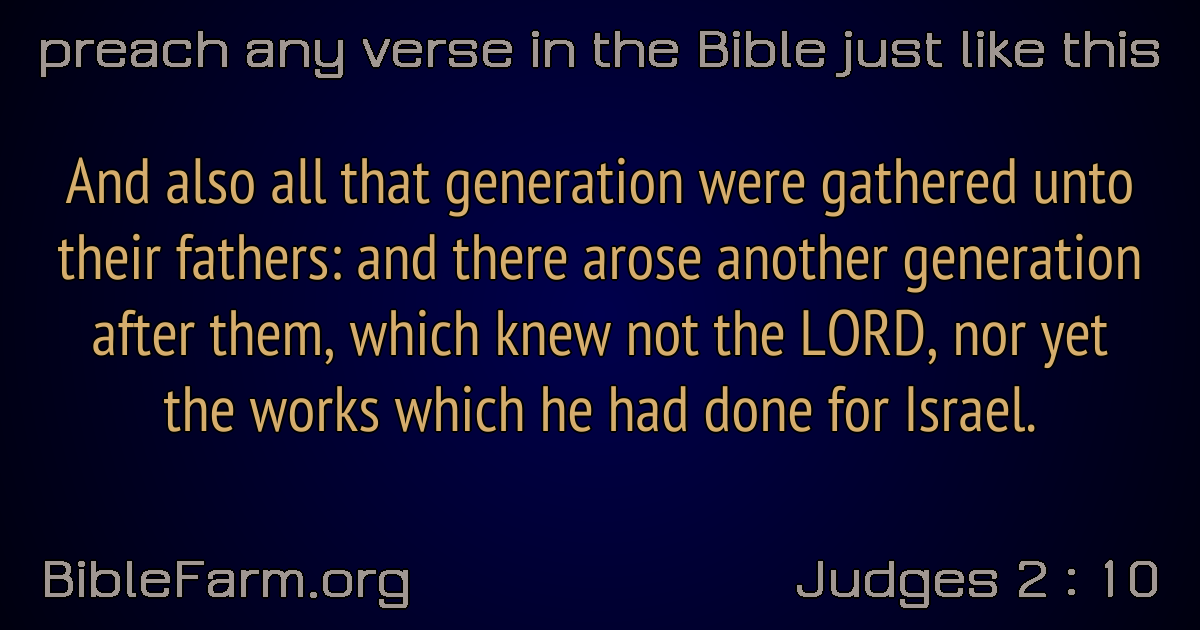 preach any verse in the Bible just like this
And also all that generation were gathered unto
their fathers: and there arose another generation
after them, which knew not the LORD, nor yet
the works which he had done for Israel.
BibleFarm.org
Judges 2 : 10